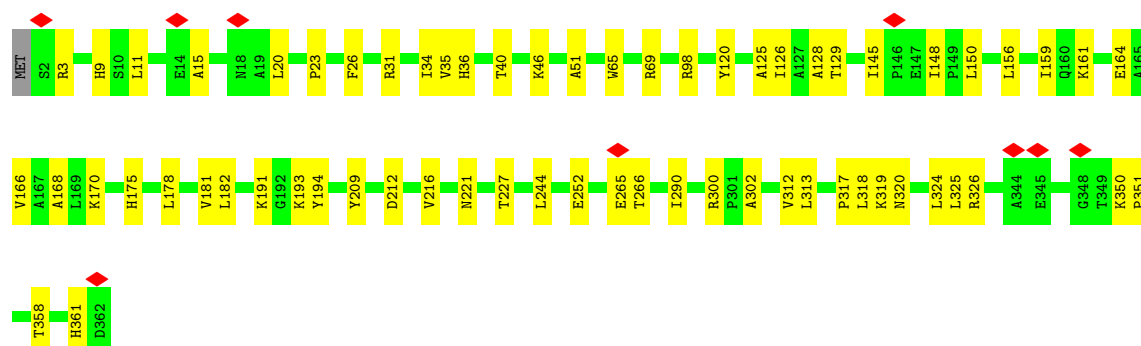 MET S2 R3 H9 S10 L11 E14 A15 N18 A19 L20 P23 F26 R31 I34 V35 H36 T40 K46 A51 W65 R69 R98 Y120 A125 I126 A127 A128 T129 I145 P146 E147 I148 P149 L150 L156 I159 Q160 K161 E164 A165
V166 A167 A168 L169 K170 H175 L178 V181 L182 K191 G192 K193 Y194 Y209 D212 V216 N221 T227 L244 E252 E265 T266 I290 R300 P301 A302 V312 L313 P317 L318 K319 N320 L324 L325 R326 A344 E345 G348 T349 K350 P351
T358 H361 D362